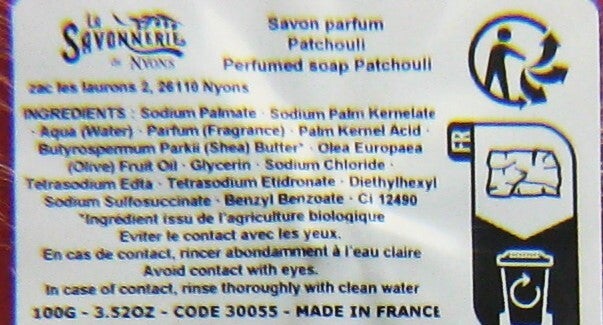 La
SAVONNERIE
de NYONS
Savon parfum
Patchouli
Perfumed soap Patchouli
zac les laurons 2, 26110 Nyons
INGREDIENTS : Sodium Palmate · Sodium Palm Kernelate
· Aqua (Water) · Parfum (Fragrance) · Palm Kernel Acid ·
Butyrospermum Parkii (Shea) Butter* · Olea Europaea
(Olive) Fruit Oil · Glycerin · Sodium Chloride ·
Tetrasodium Edta · Tetrasodium Etidronate · Diethylhexyl
Sodium Sulfosuccinate · Benzyl Benzoate · CI 12490
*Ingrédient issu de l'agriculture biologique
Eviter le contact avec les yeux.
En cas de contact, rincer abondamment à l'eau claire
Avoid contact with eyes.
In case of contact, rinse thoroughly with clean water
100G - 3.52OZ - CODE 30055 - MADE IN FRANCE
FR